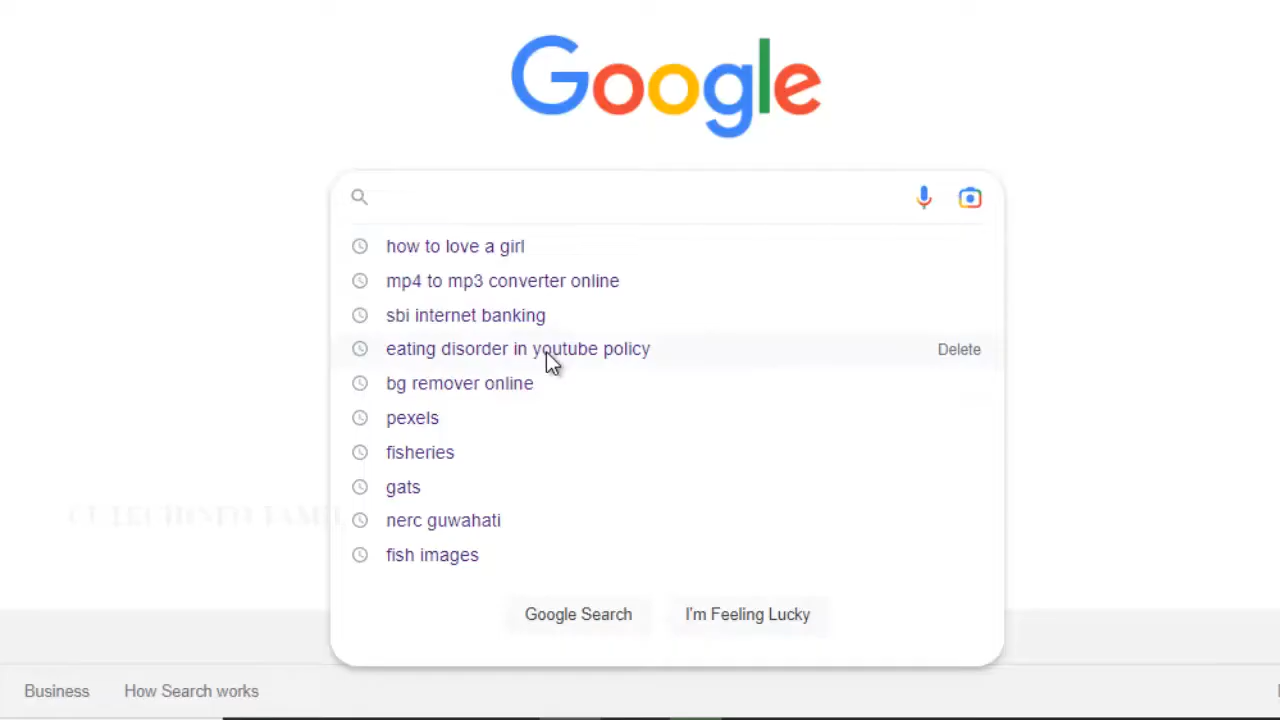 Google
how to love a girl
mp4 to mp3 converter online
sbi internet banking
eating disorder in youtube policy
Delete
bg remover online
pexels
fisheries
gats
nerc guwahati
fish images
Google Search
I'm Feeling Lucky
Business
How Search works